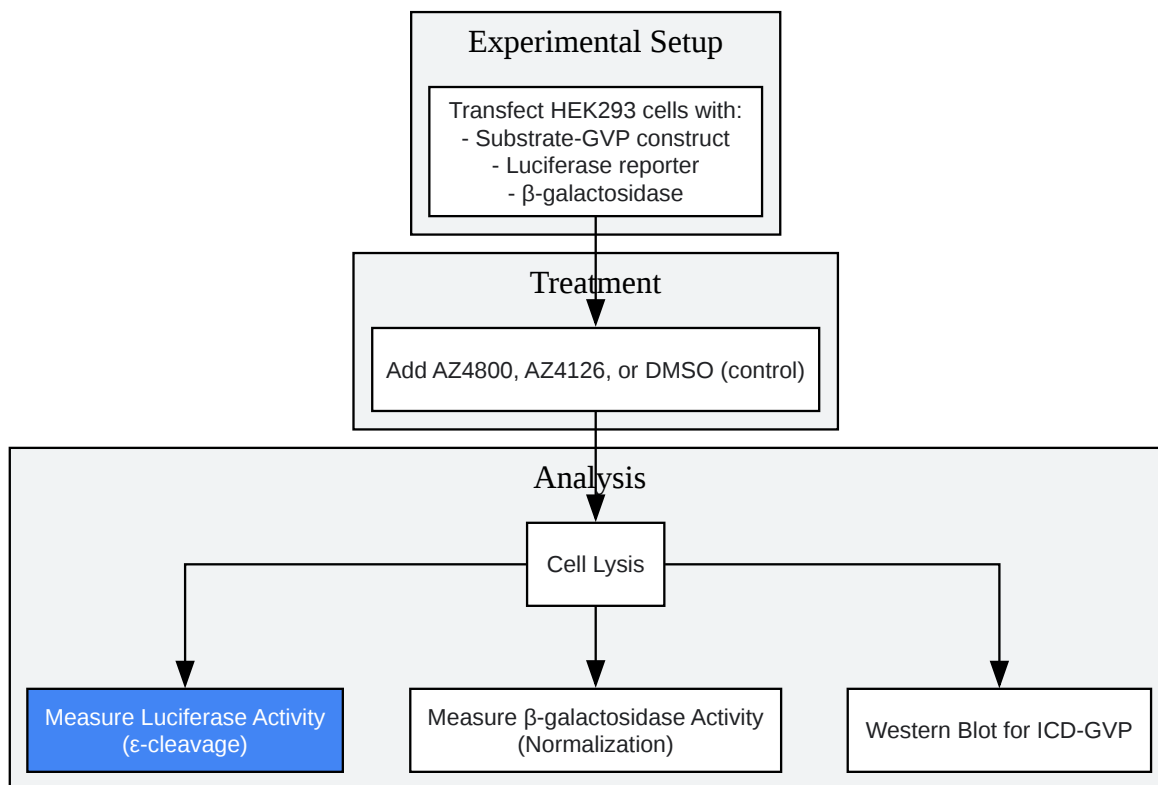 Experimental Setup
Transfect HEK293 cells with:
- Substrate-GVP construct
- Luciferase reporter
- β-galactosidase
Treatment
Add AZ4800, AZ4126, or DMSO (control)
Analysis
Cell Lysis
Measure Luciferase Activity
(ε-cleavage)
Measure β-galactosidase Activity
(Normalization)
Western Blot for ICD-GVP